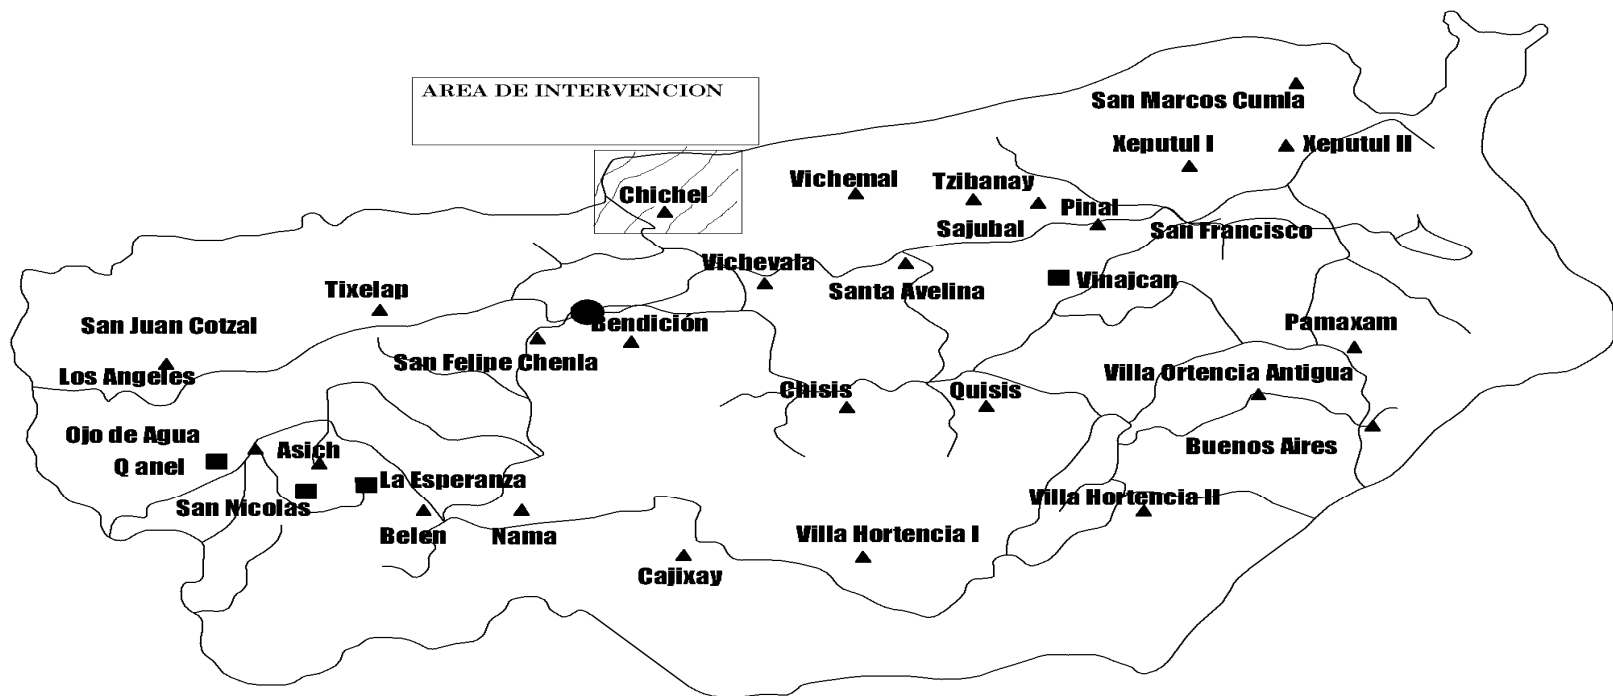 AREA DE INTERVENCION
San Marcos Cumla
Xeputul I
Xeputul II
Chichel
Vichemal
Tzibanay
Pinal
Sajubal
San Francisco
Vichevala
Santa Avelina
Vinajcan
Tixelap
San Juan Cotzal
Bendición
Pamaxam
San Felipe Chenla
Los Angeles
Chisis
Quisis
Villa Ortencia Antigua
Ojo de Agua
Asich
Buenos Aires
Q anel
La Esperanza
San Nicolas
Villa Hortencia II
Belen
Nama
Villa Hortencia I
Cajixay